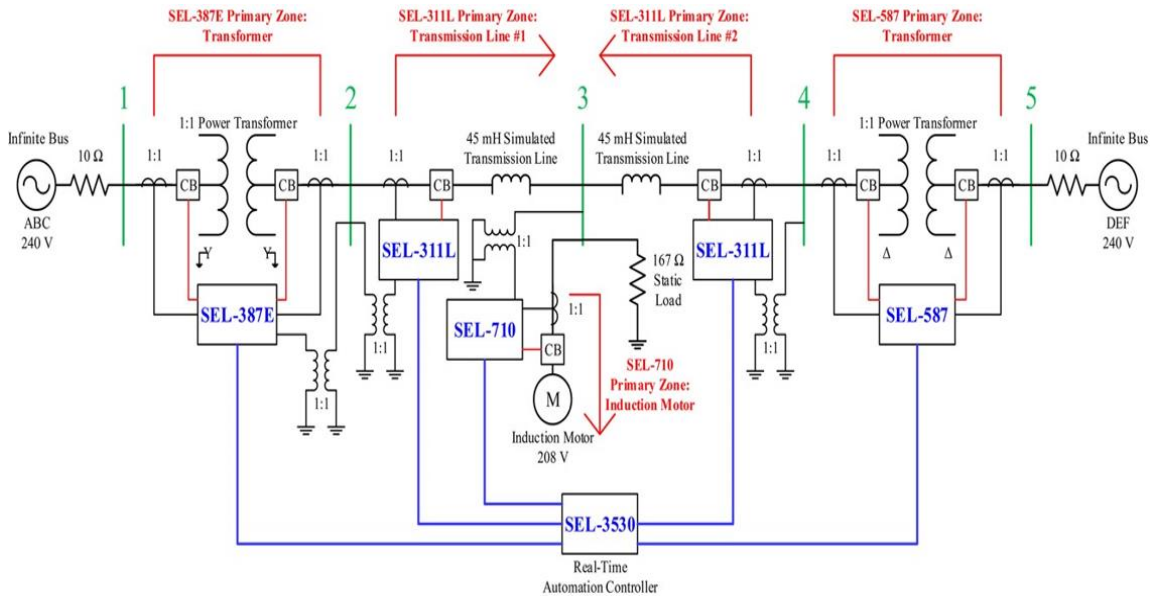 SEL-387E Primary Zone:
Transformer
SEL-311L Primary Zone:
Transmission Line #1
SEL-311L Primary Zone:
Transmission Line #2
SEL-587 Primary Zone:
Transformer
1
2
3
4
5
Infinite Bus
10 Ω
1:1
1:1 Power Transformer
1:1
1:1
45 mH Simulated
Transmission Line
45 mH Simulated
Transmission Line
1:1
1:1
1:1 Power Transformer
1:1
10 Ω
Infinite Bus
CB
CB
CB
CB
CB
CB
ABC
240 V
DEF
240 V
Y
Y
Δ
Δ
SEL-387E
SEL-311L
1:1
SEL-311L
SEL-587
167 Ω
Static
Load
1:1
SEL-710
CB
1:1
1:1
1:1
SEL-710
Primary Zone:
Induction Motor
M
Induction Motor
208 V
SEL-3530
Real-Time
Automation Controller